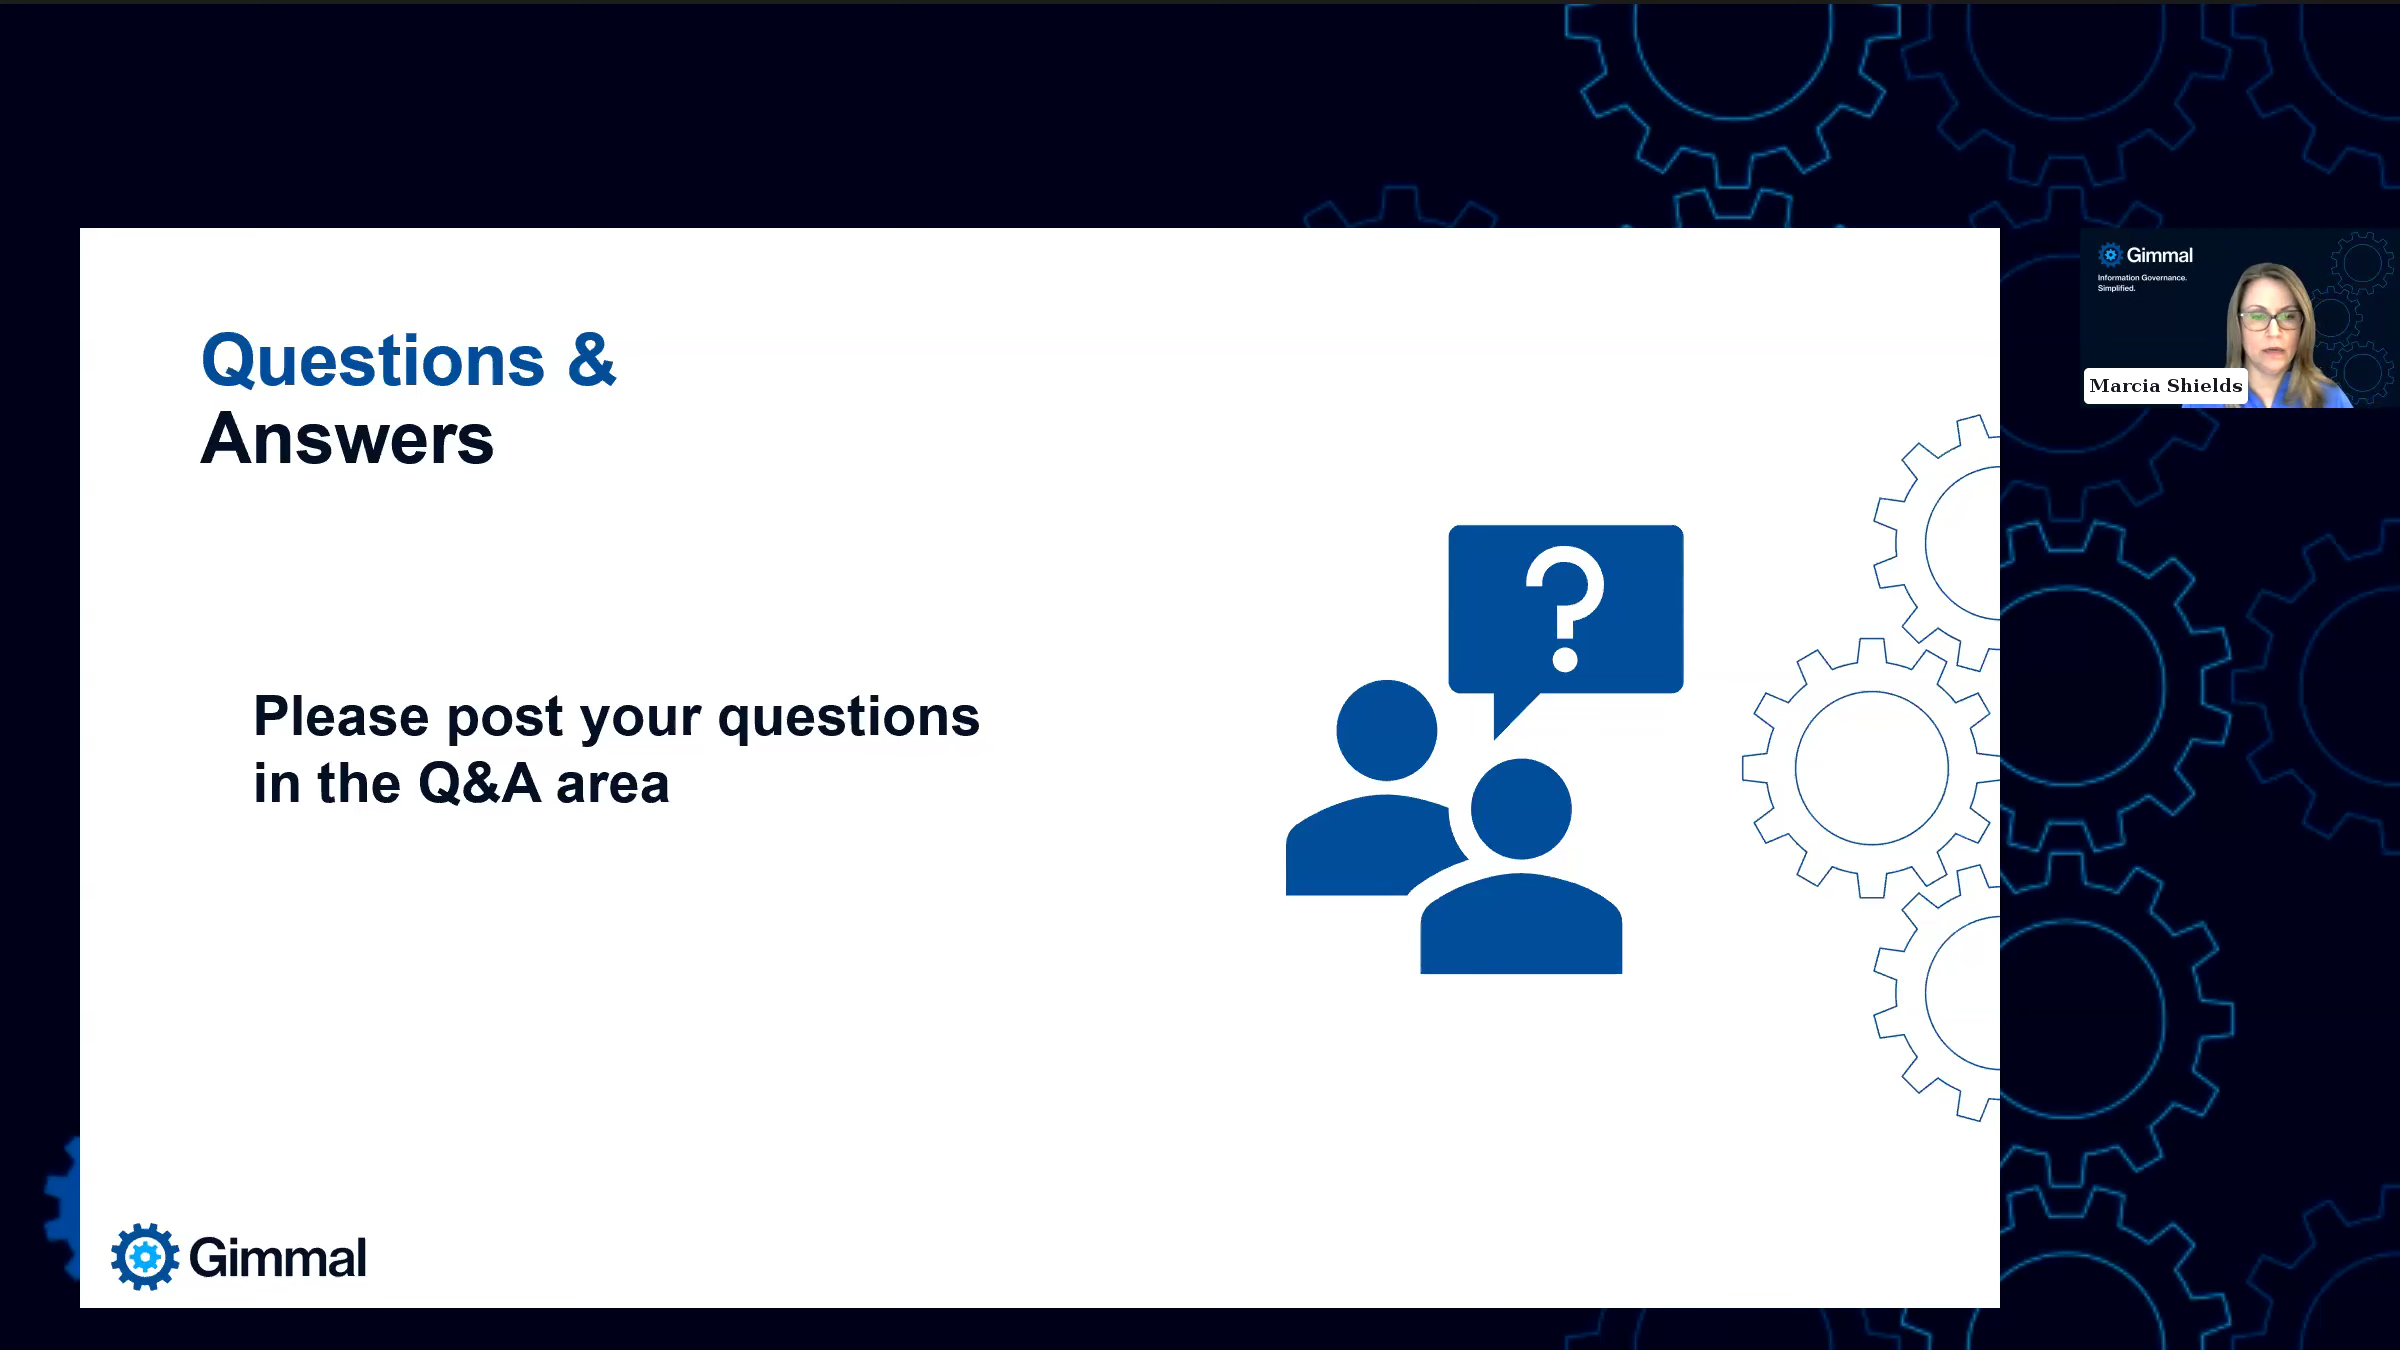 Questions &
Answers
?
Please post your questions
in the Q&A area
Gimmal
Gimmal
Information Governance.
Simplified.
Marcia Shields